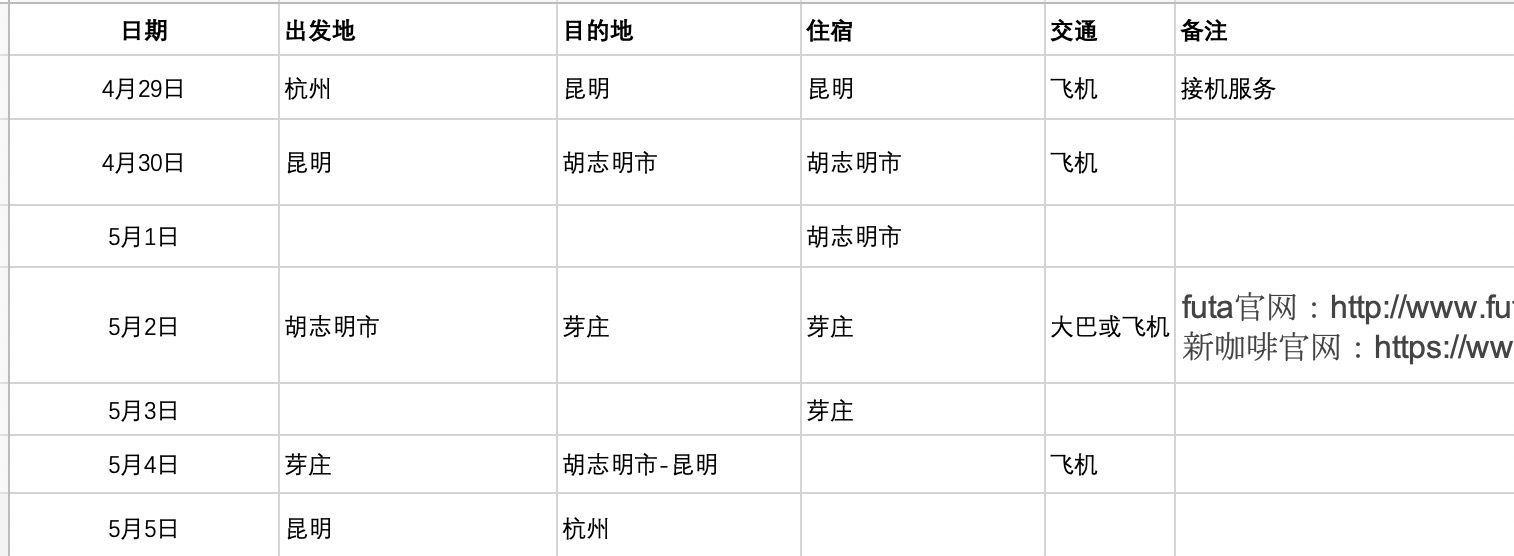 日期 出发地 目的地 住宿 交通 备注
4月29日 杭州 昆明 昆明 飞机 接机服务
4月30日 昆明 胡志明市 胡志明市 飞机
5月1日 胡志明市
5月2日 胡志明市 芽庄 芽庄 大巴或飞机 futa官网：http://www.fu
新咖啡官网：https://ww
5月3日 芽庄
5月4日 芽庄 胡志明市-昆明 飞机
5月5日 昆明 杭州